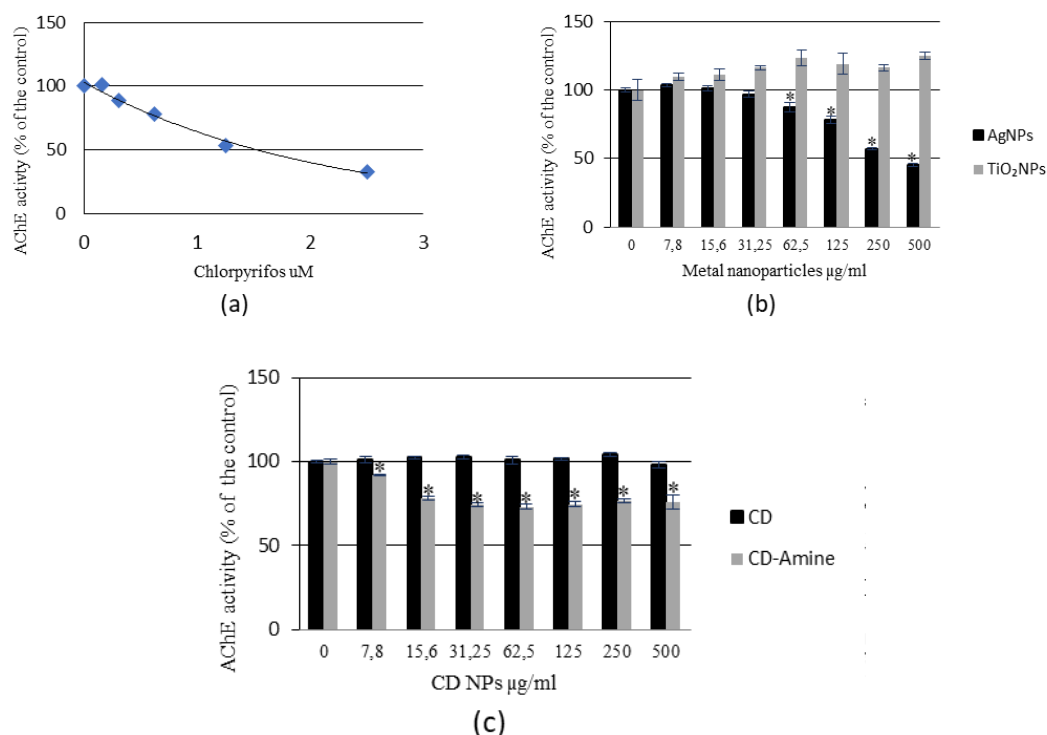 150
100
50
0
AChE activity (% of the control)
0 1 2 3
Chlorpyrifos uM
(a)
150
100
50
0
AChE activity (% of the control)
* * * *
0 7,8 15,6 31,25 62,5 125 250 500
Metal nanoparticles µg/ml
AgNPs
TiO₂NPs
(b)
150
100
50
0
AChE activity (% of the control)
* * * * * * *
0 7,8 15,6 31,25 62,5 125 250 500
CD NPs µg/ml
CD
CD-Amine
(c)